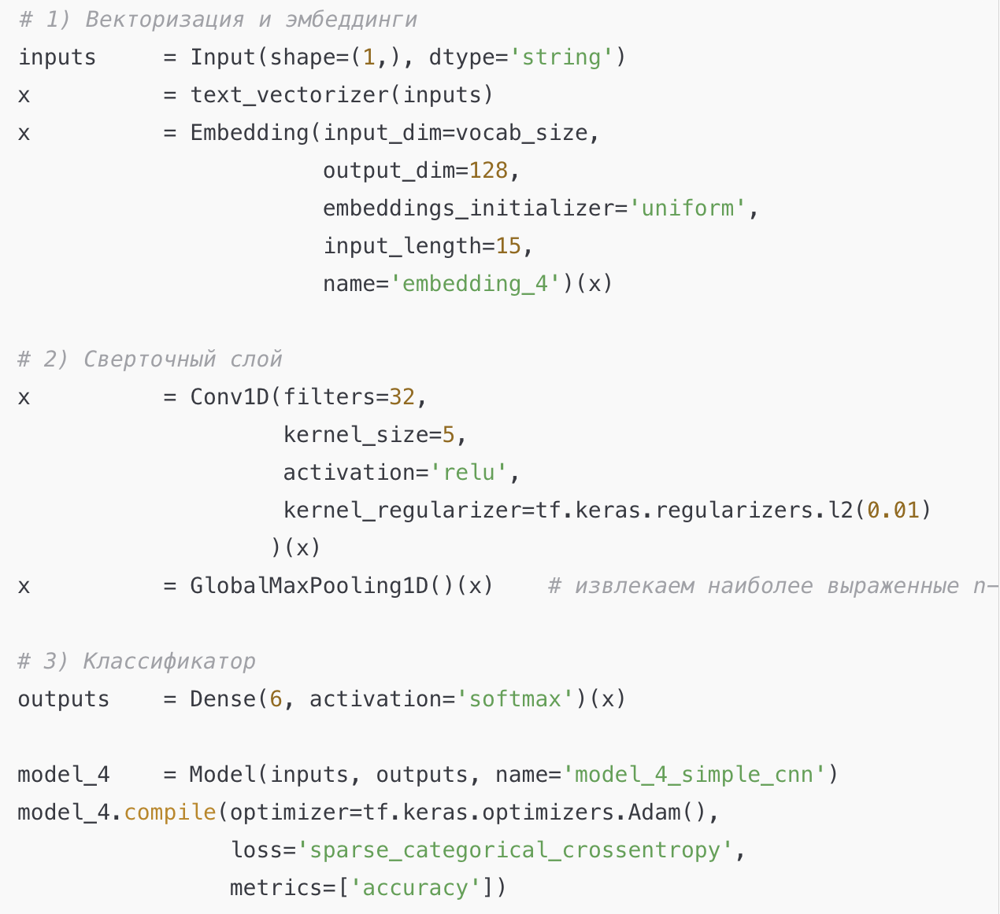 # 1) Векторизация и эмбеддинги
inputs     = Input(shape=(1,), dtype='string')
x          = text_vectorizer(inputs)
x          = Embedding(input_dim=vocab_size,
                       output_dim=128,
                       embeddings_initializer='uniform',
                       input_length=15,
                       name='embedding_4')(x)

# 2) Сверточный слой
x          = Conv1D(filters=32,
                    kernel_size=5,
                    activation='relu',
                    kernel_regularizer=tf.keras.regularizers.l2(0.01)
                   )(x)
x          = GlobalMaxPooling1D()(x)    # извлекаем наиболее выраженные n-

# 3) Классификатор
outputs    = Dense(6, activation='softmax')(x)

model_4    = Model(inputs, outputs, name='model_4_simple_cnn')
model_4.compile(optimizer=tf.keras.optimizers.Adam(),
                loss='sparse_categorical_crossentropy',
                metrics=['accuracy'])